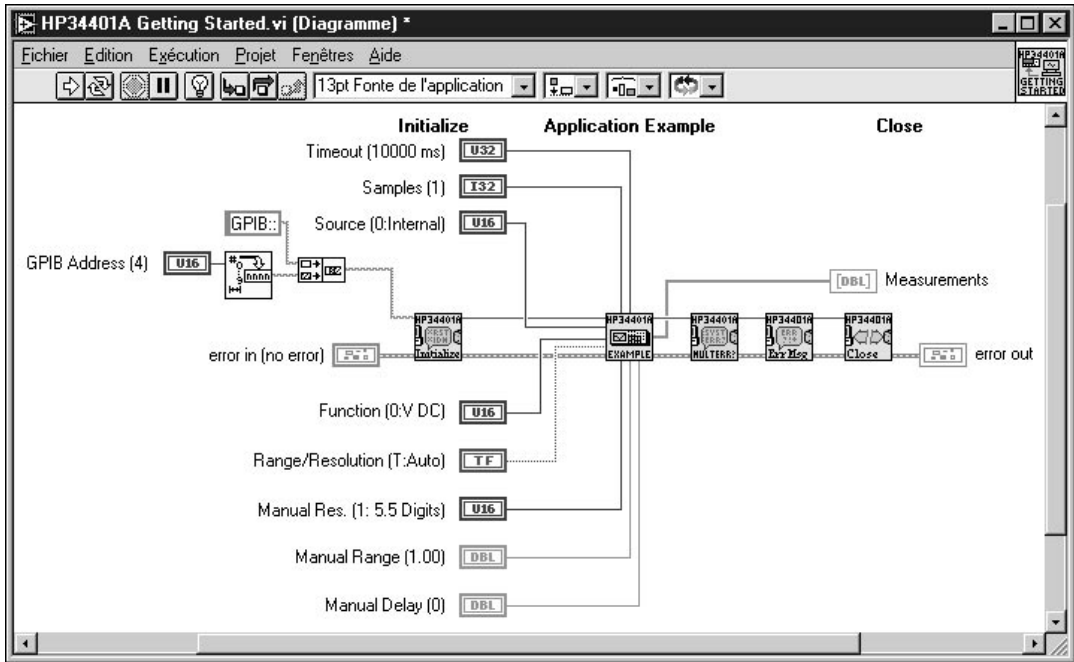 HP34401A Getting Started.vi (Diagramme) *
Fichier Edition Exécution Projet Fenêtres Aide
HP34401A
GETTING
STARTED
13pt Fonte de l'application
Initialize Application Example Close
Timeout (10000 ms) U32
Samples (1) I32
GPIB:: Source (0:Internal) U16
GPIB Address (4) U16
[DBL] Measurements
HP34401A HP34401A HP34401A HP34401A HP34401A
error in (no error) Initialize EXAMPLE MULTERR? Err Msg Close error out
Function (0:V DC) U16
Range/Resolution (T:Auto) TF
Manual Res. (1: 5.5 Digits) U16
Manual Range (1.00) DBL
Manual Delay (0) DBL